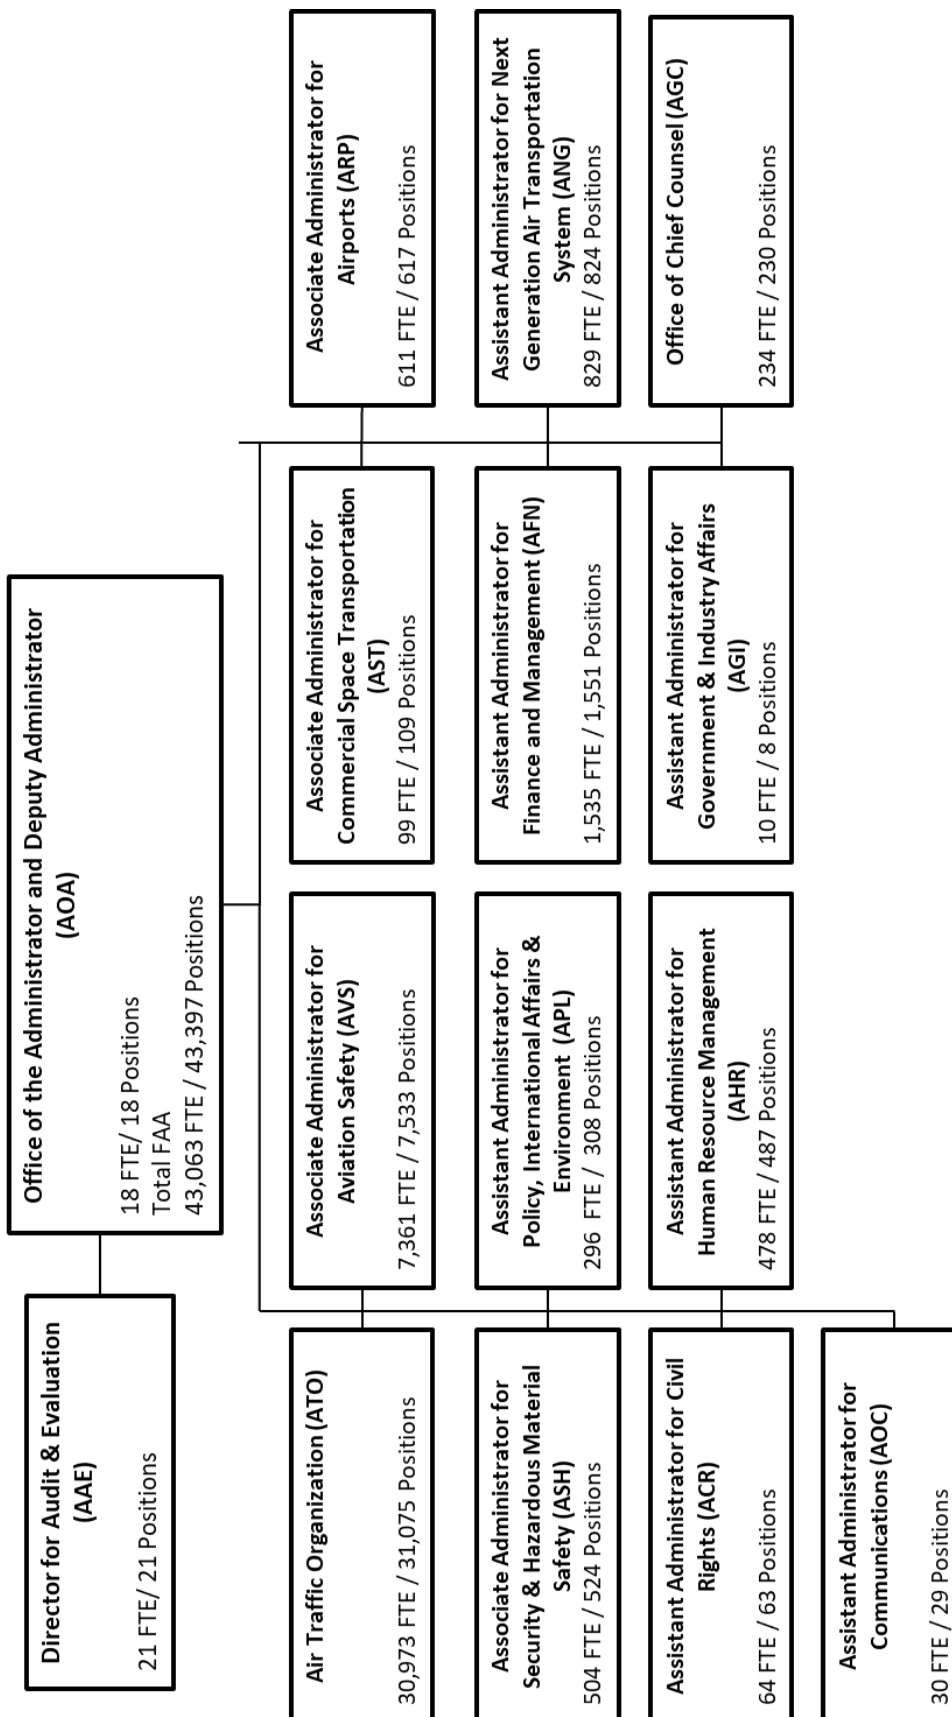 Office of the Administrator and Deputy Administrator
(AOA)
18 FTE/ 18 Positions
Total FAA
43,063 FTE / 43,397 Positions
Director for Audit & Evaluation
(AAE)
21 FTE/ 21 Positions
Air Traffic Organization (ATO)
30,973 FTE / 31,075 Positions
Associate Administrator for
Aviation Safety (AVS)
7,361 FTE / 7,533 Positions
Associate Administrator for
Commercial Space Transportation
(AST)
99 FTE / 109 Positions
Associate Administrator for
Airports (ARP)
611 FTE / 617 Positions
Associate Administrator for
Security & Hazardous Material
Safety (ASH)
504 FTE / 524 Positions
Assistant Administrator for
Policy, International Affairs &
Environment (APL)
296 FTE / 308 Positions
Assistant Administrator for
Finance and Management (AFN)
1,535 FTE / 1,551 Positions
Assistant Administrator for Next
Generation Air Transportation
System (ANG)
829 FTE / 824 Positions
Assistant Administrator for Civil
Rights (ACR)
64 FTE / 63 Positions
Assistant Administrator for
Human Resource Management
(AHR)
478 FTE / 487 Positions
Assistant Administrator for
Government & Industry Affairs
(AGI)
10 FTE / 8 Positions
Office of Chief Counsel (AGC)
234 FTE / 230 Positions
Assistant Administrator for
Communications (AOC)
30 FTE / 29 Positions